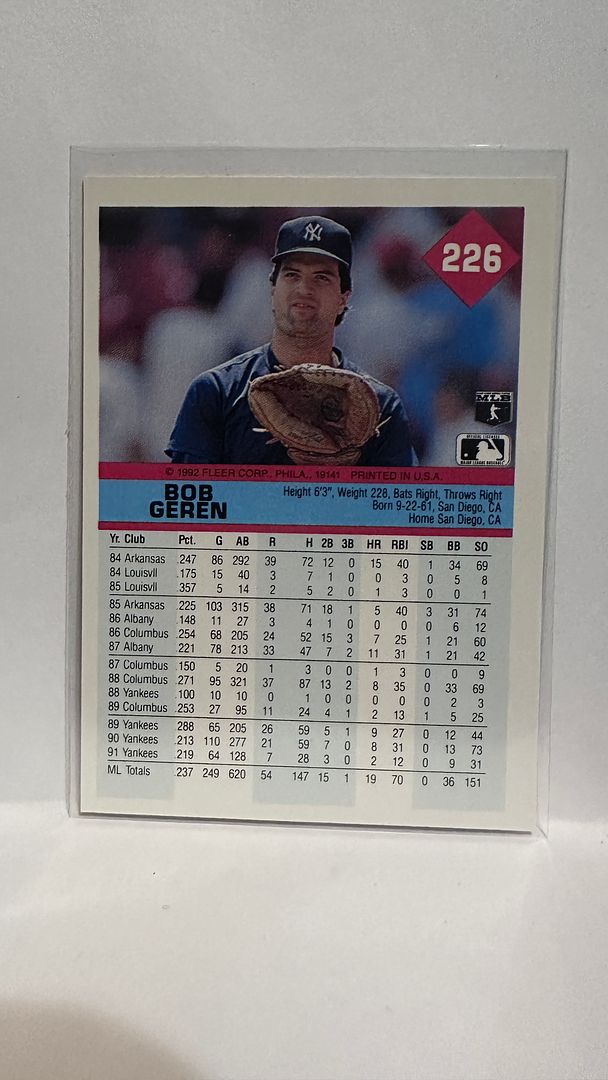 NY
226
MLB
OFFICIAL LICENSEE
MAJOR LEAGUE BASEBALL
© 1992 FLEER CORP., PHILA., 19141 PRINTED IN U.S.A.
BOB
GEREN
Height 6'3", Weight 228, Bats Right, Throws Right
Born 9-22-61, San Diego, CA
Home San Diego, CA
Yr. Club Pct. G AB R H 2B 3B HR RBI SB BB SO
84 Arkansas .247 86 292 39 72 12 0 15 40 1 34 69
84 Louisvll .175 15 40 3 7 1 0 0 3 0 5 8
85 Louisvll .357 5 14 2 5 2 0 1 3 0 0 1
85 Arkansas .225 103 315 38 71 18 1 5 40 3 31 74
86 Albany .148 11 27 3 4 1 0 0 0 0 6 12
86 Columbus .254 68 205 24 52 15 3 7 25 1 21 60
87 Albany .221 78 213 33 47 7 2 11 31 1 21 42
87 Columbus .150 5 20 1 3 0 0 1 3 0 0 9
88 Columbus .271 95 321 37 87 13 2 8 35 0 33 69
88 Yankees .100 10 10 0 1 0 0 0 0 0 2 3
89 Columbus .253 27 95 11 24 4 1 2 13 1 5 25
89 Yankees .288 65 205 26 59 5 1 9 27 0 12 44
90 Yankees .213 110 277 21 59 7 0 8 31 0 13 73
91 Yankees .219 64 128 7 28 3 0 2 12 0 9 31
ML Totals .237 249 620 54 147 15 1 19 70 0 36 151